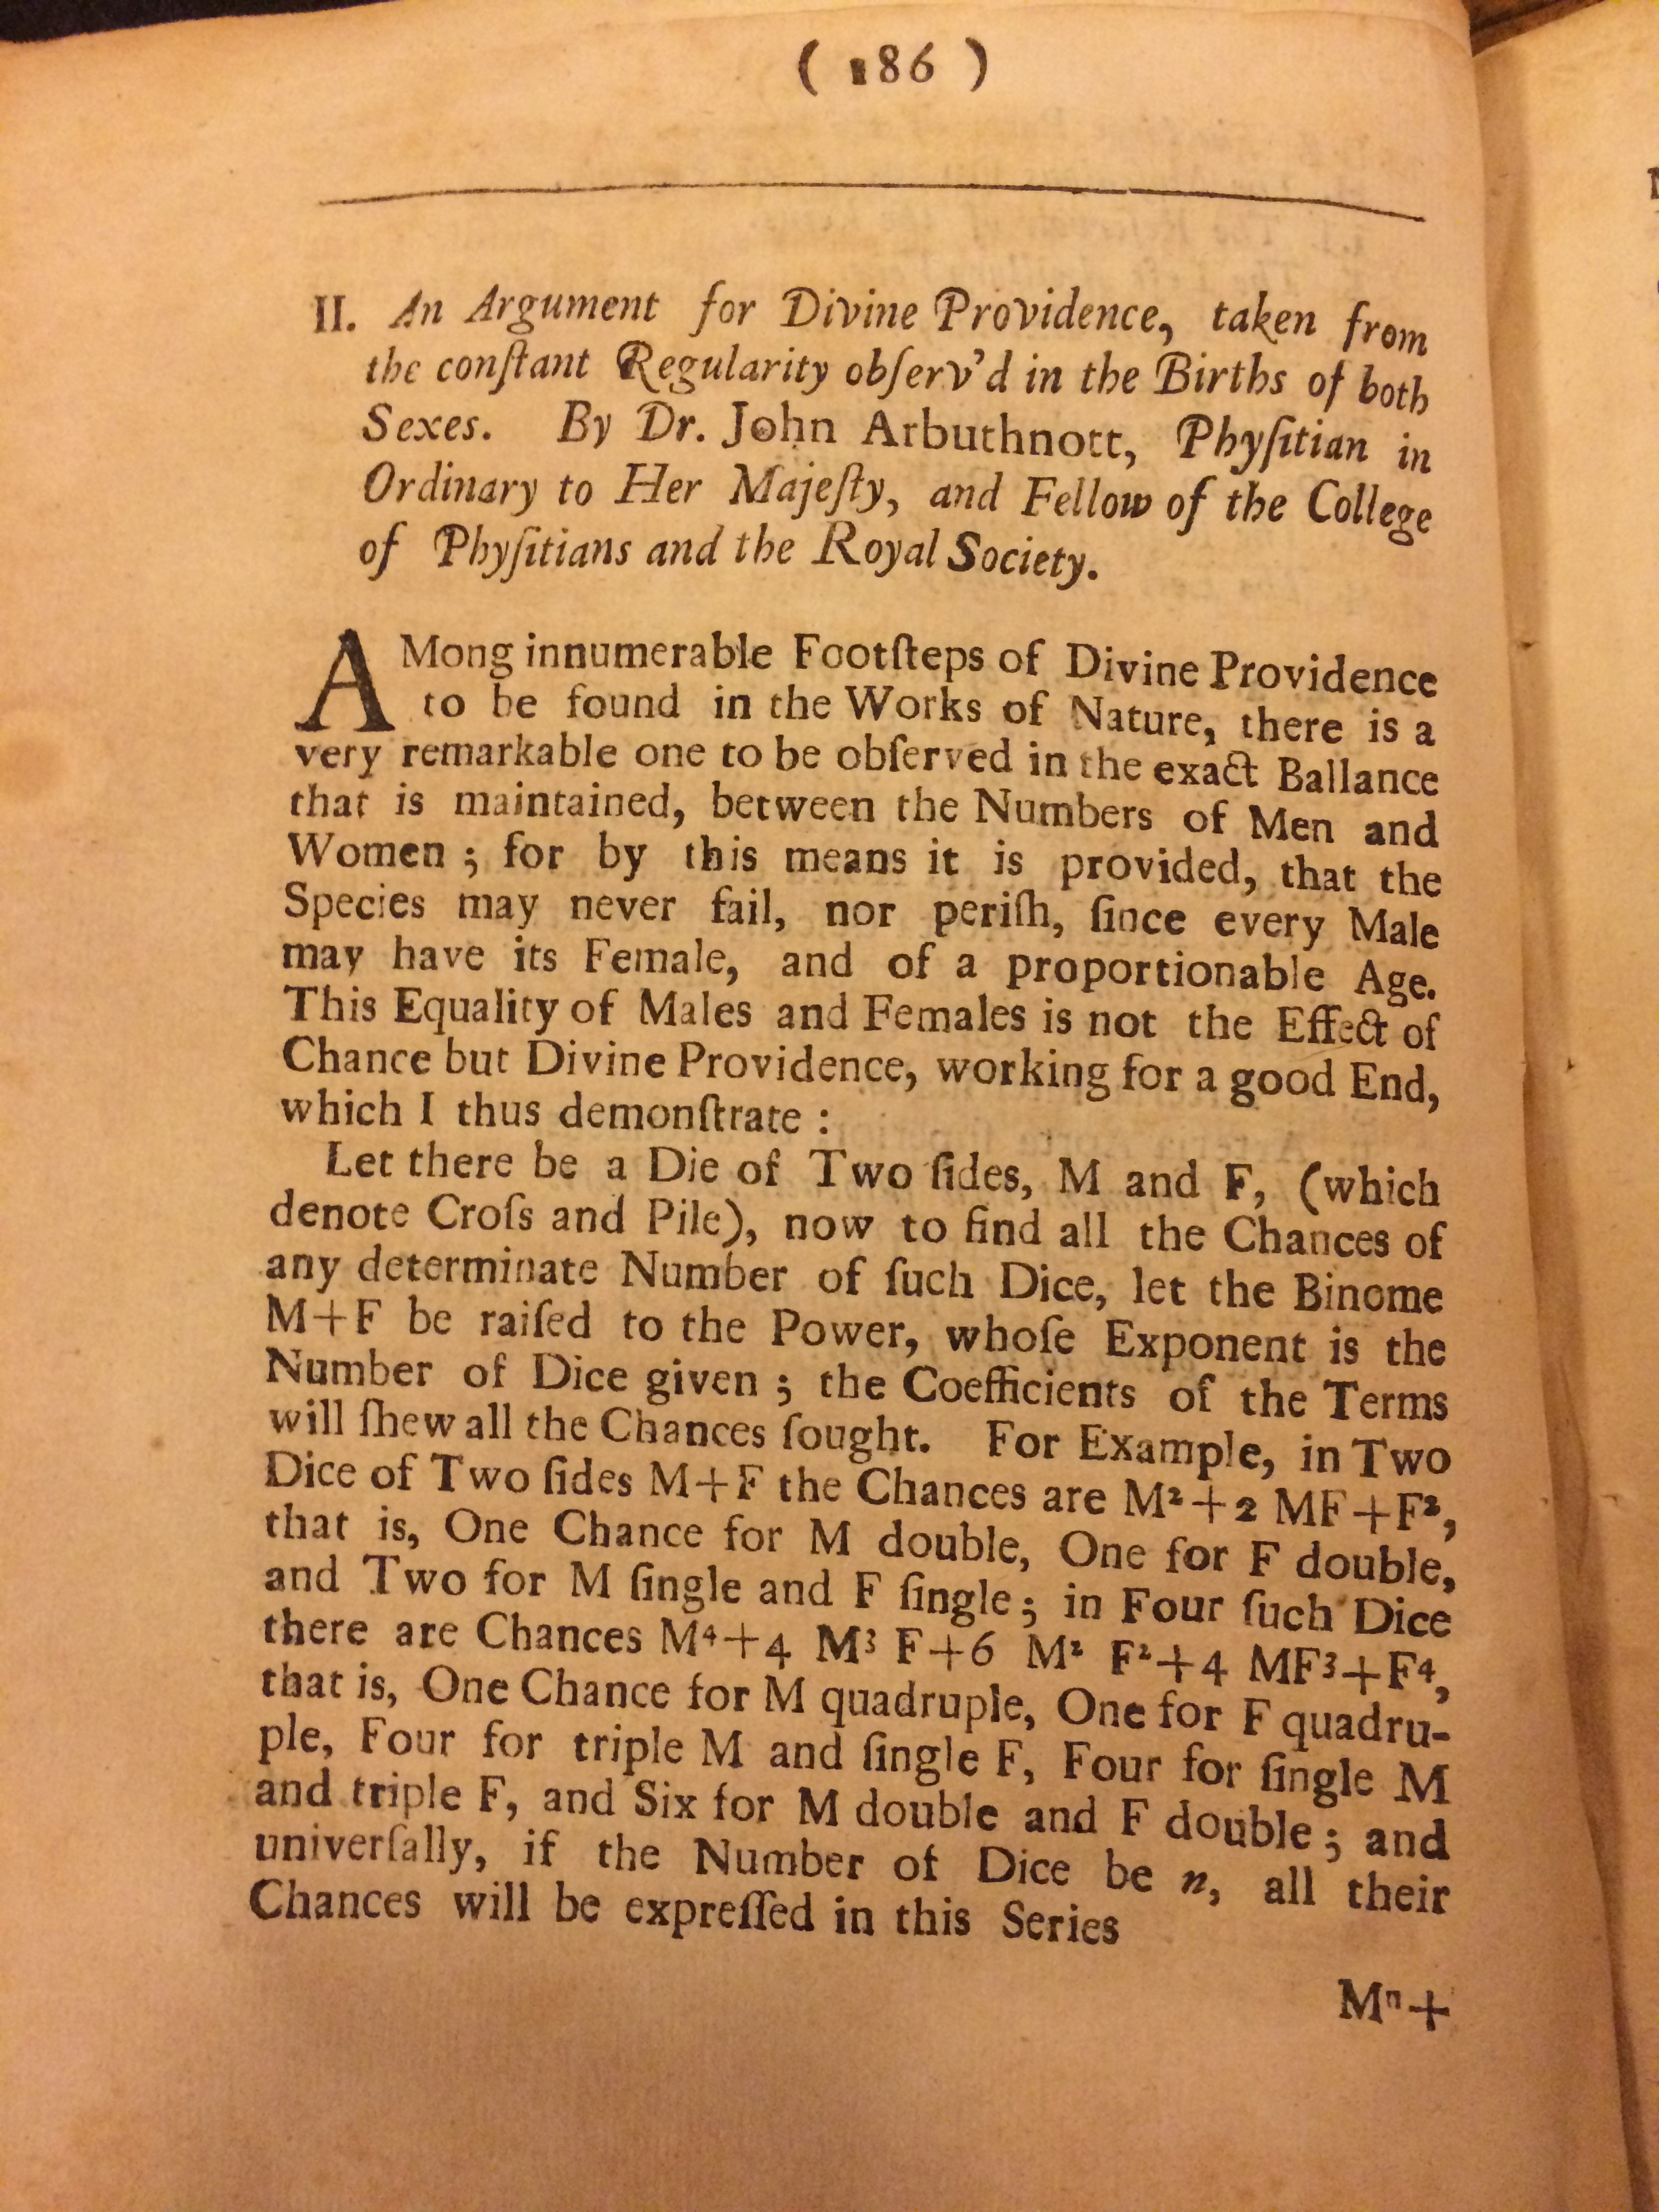 ( 186 )
II. An Argument for Divine Providence, taken from
the conſtant Regularity obſerv'd in the Births of both
Sexes. By Dr. John Arbuthnott, Phyſitian in
Ordinary to Her Majeſty, and Fellow of the College
of Phyſitians and the Royal Society.
AMong innumerable Footſteps of Divine Providence
to be found in the Works of Nature, there is a
very remarkable one to be obſerved in the exact Ballance
that is maintained, between the Numbers of Men and
Women ; for by this means it is provided, that the
Species may never fail, nor periſh, ſince every Male
may have its Female, and of a proportionable Age.
This Equality of Males and Females is not the Effect of
Chance but Divine Providence, working for a good End,
which I thus demonſtrate :
Let there be a Die of Two ſides, M and F, (which
denote Croſs and Pile), now to find all the Chances of
any determinate Number of ſuch Dice, let the Binome
M+F be raiſed to the Power, whoſe Exponent is the
Number of Dice given ; the Coefficients of the Terms
will ſhew all the Chances ſought. For Example, in Two
Dice of Two ſides M+F the Chances are M²+2 MF+F²,
that is, One Chance for M double, One for F double,
and Two for M ſingle and F ſingle ; in Four ſuch Dice
there are Chances M⁴+4 M³ F+6 M² F²+4 MF³+F⁴,
that is, One Chance for M quadruple, One for F quadru-
ple, Four for triple M and ſingle F, Four for ſingle M
and triple F, and Six for M double and F double ; and
univerſally, if the Number of Dice be n, all their
Chances will be expreſſed in this Series
Mⁿ+